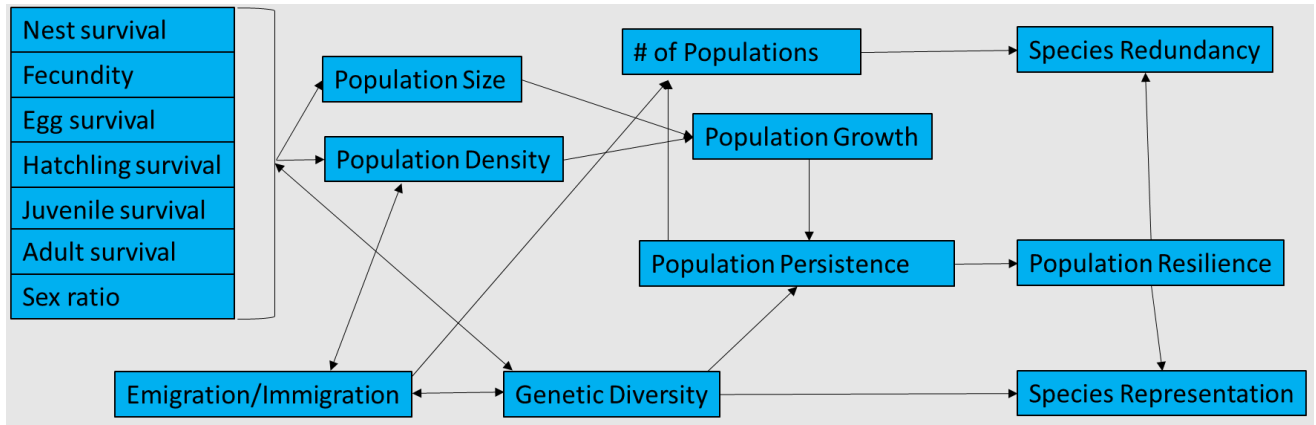 Nest survival
Fecundity
Egg survival
Hatchling survival
Juvenile survival
Adult survival
Sex ratio
Population Size
Population Density
# of Populations
Population Growth
Population Persistence
Species Redundancy
Population Resilience
Emigration/Immigration
Genetic Diversity
Species Representation